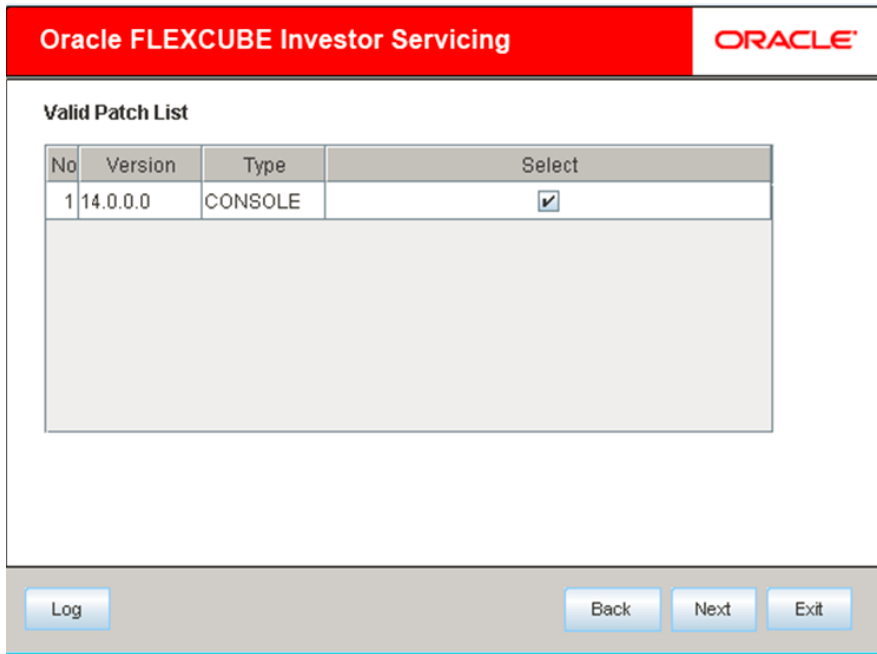 Oracle FLEXCUBE Investor Servicing ORACLE
Valid Patch List
No Version Type Select
1 14.0.0.0 CONSOLE
Log Back Next Exit